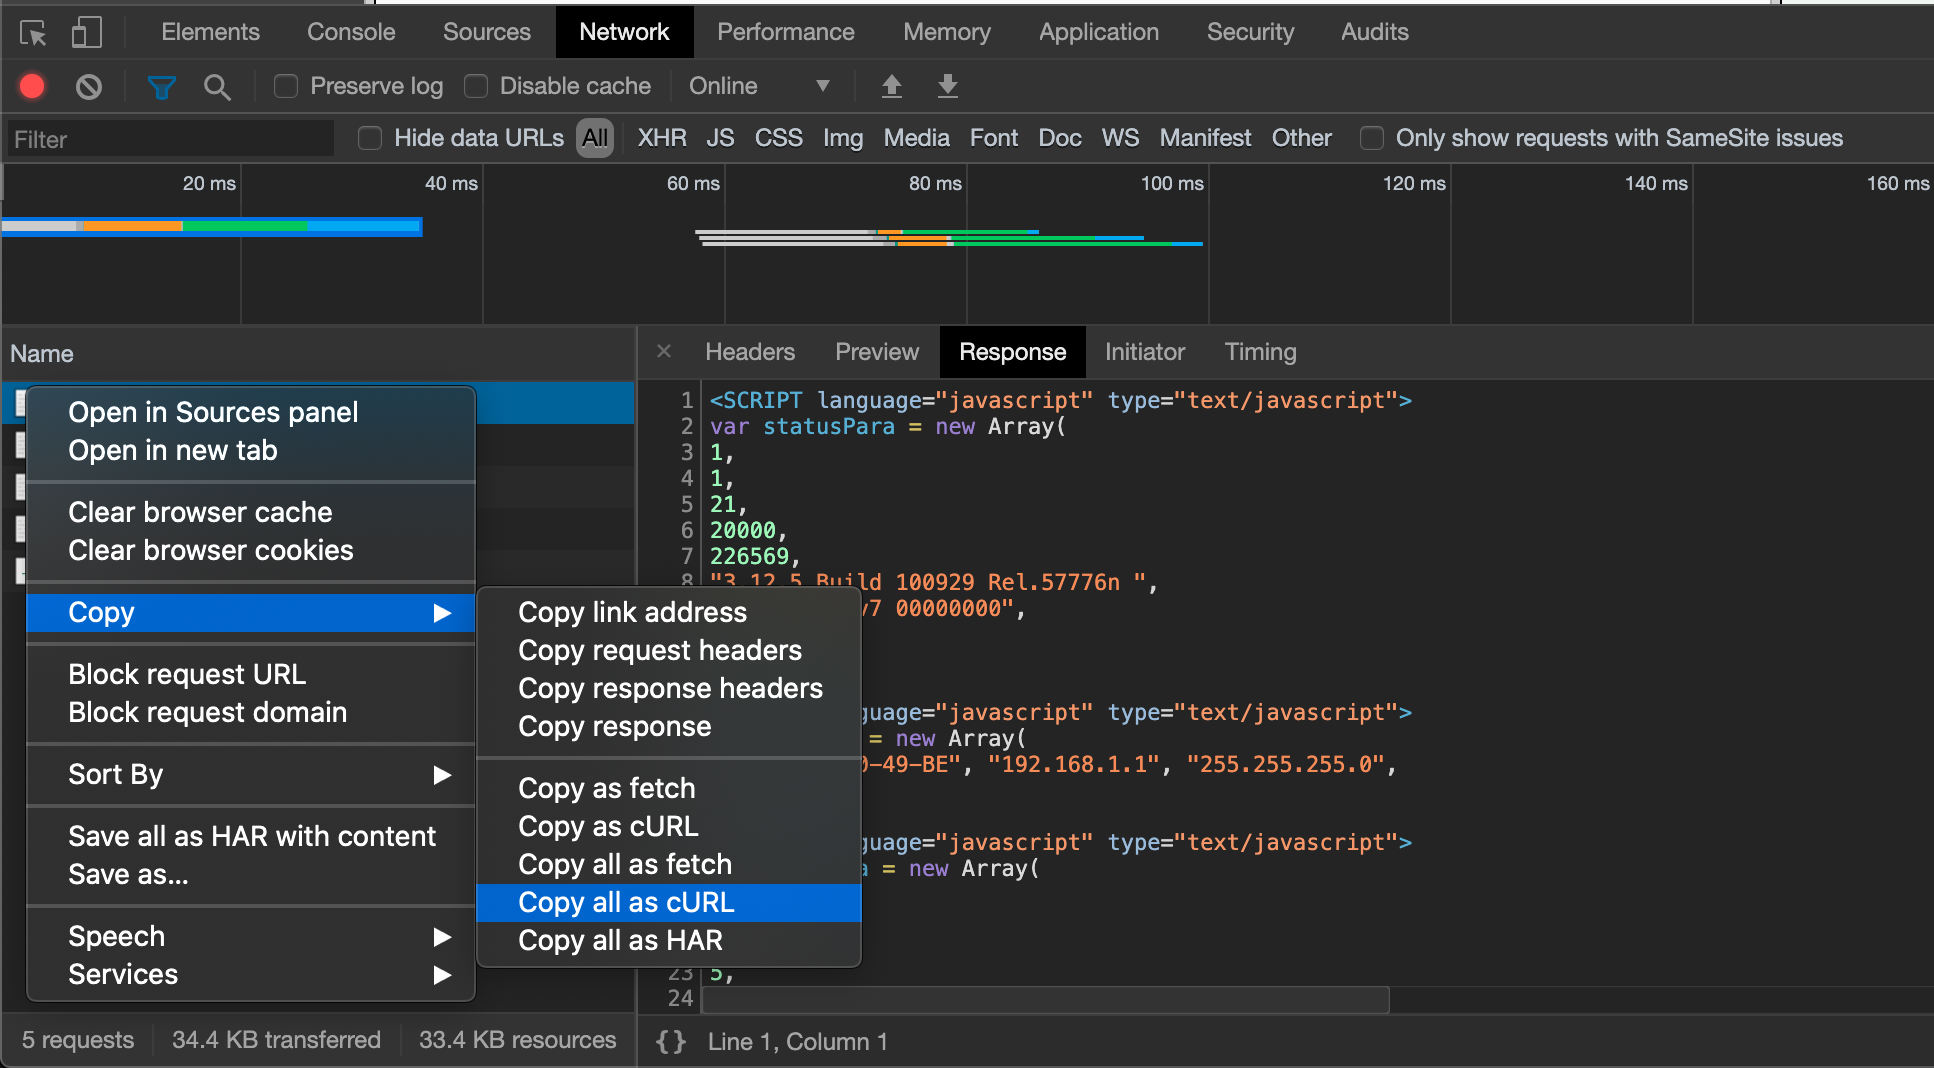 Elements Console Sources Network Performance Memory Application Security Audits
Preserve log Disable cache Online
Filter Hide data URLs All XHR JS CSS Img Media Font Doc WS Manifest Other Only show requests with SameSite issues
20 ms 40 ms 60 ms 80 ms 100 ms 120 ms 140 ms 160 ms
Name
Headers Preview Response Initiator Timing
Open in Sources panel
Open in new tab
Clear browser cache
Clear browser cookies
Copy
Block request URL
Block request domain
Sort By
Save all as HAR with content
Save as...
Speech
Services
Copy link address
Copy request headers
Copy response headers
Copy response
Copy as fetch
Copy as cURL
Copy all as fetch
Copy all as cURL
Copy all as HAR
1 <SCRIPT language="javascript" type="text/javascript">
2 var statusPara = new Array(
3 1,
4 1,
5 21,
6 20000,
7 226569,
8 "3.12.5 Build 100929 Rel.57776n ",
v7 00000000",
guage="javascript" type="text/javascript">
= new Array(
-49-BE", "192.168.1.1", "255.255.255.0",
guage="javascript" type="text/javascript">
a = new Array(
23 5,
24
5 requests 34.4 KB transferred 33.4 KB resources
{} Line 1, Column 1